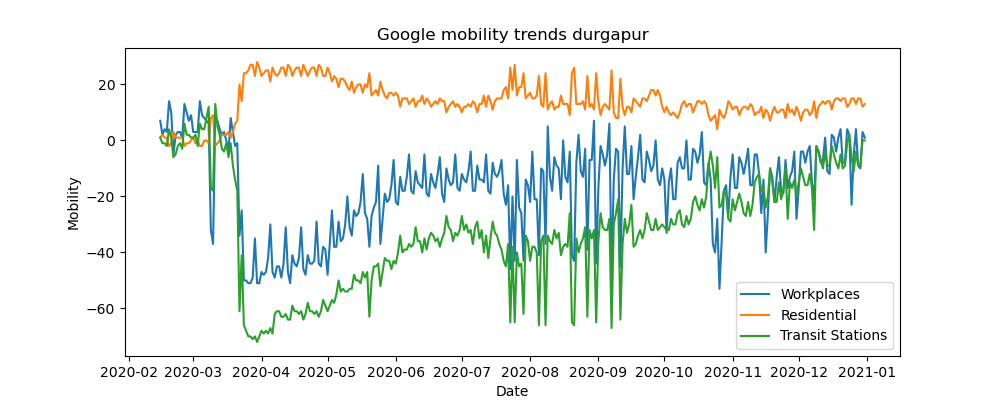 Google mobility trends durgapur
Mobility
20
0
−20
−40
−60
Workplaces
Residential
Transit Stations
2020-02 2020-03 2020-04 2020-05 2020-06 2020-07 2020-08 2020-09 2020-10 2020-11 2020-12 2021-01
Date